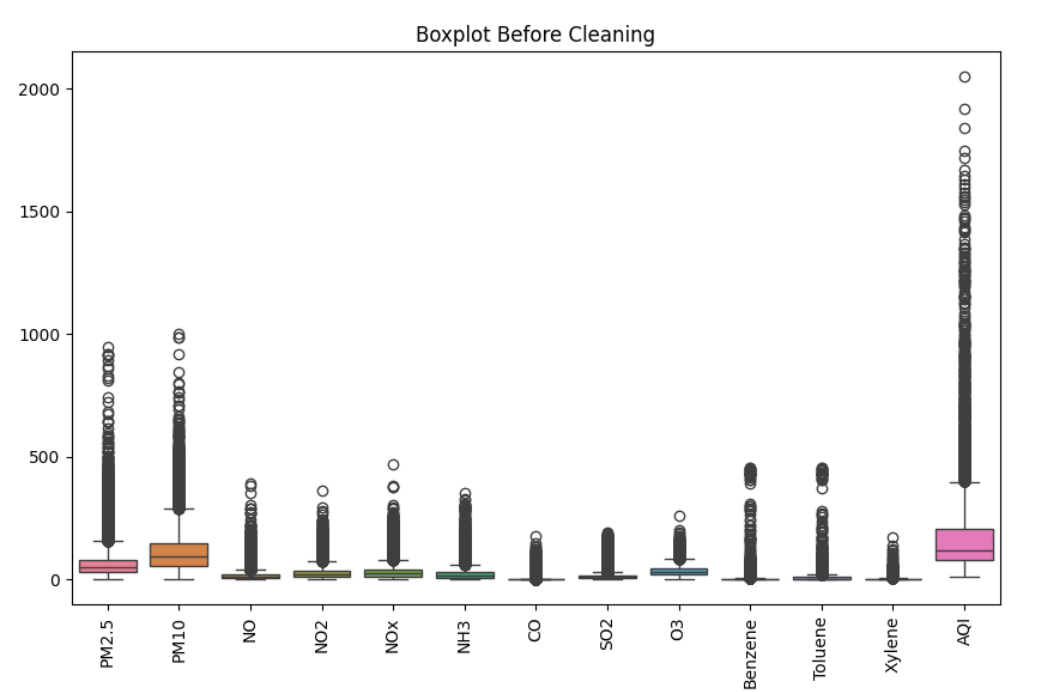 Boxplot Before Cleaning
2000
1500
1000
500
0
PM2.5
PM10
NO
NO2
NOx
NH3
CO
SO2
O3
Benzene
Toluene
Xylene
AQI